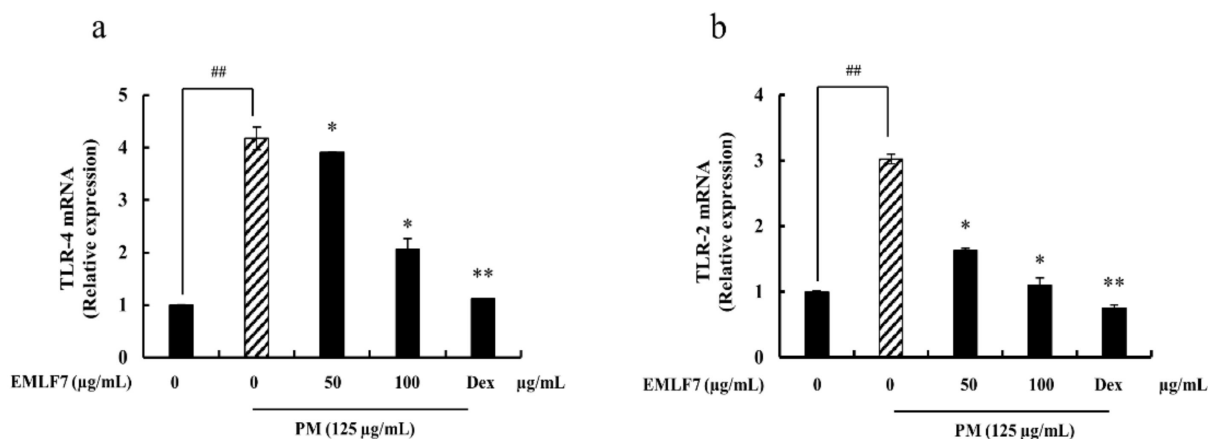 a
##
5
4
3
2
1
0
TLR-4 mRNA
(Relative expression)
*
*
**
EMLF7 (μg/mL) 0 0 50 100 Dex μg/mL
PM (125 μg/mL)
b
##
4
3
2
1
0
TLR-2 mRNA
(Relative expression)
*
*
**
EMLF7 (μg/mL) 0 0 50 100 Dex μg/mL
PM (125 μg/mL)